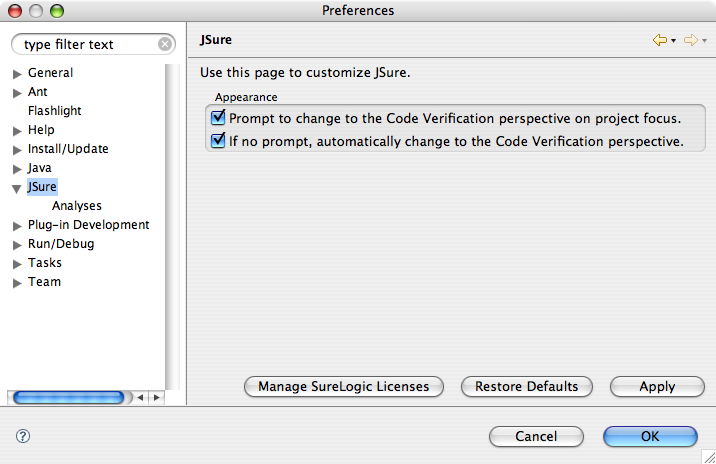 Preferences
type filter text
General
Ant
Flashlight
Help
Install/Update
Java
JSure
Analyses
Plug-in Development
Run/Debug
Tasks
Team
JSure
Use this page to customize JSure.
Appearance
Prompt to change to the Code Verification perspective on project focus.
If no prompt, automatically change to the Code Verification perspective.
Manage SureLogic Licenses
Restore Defaults
Apply
?
Cancel
OK